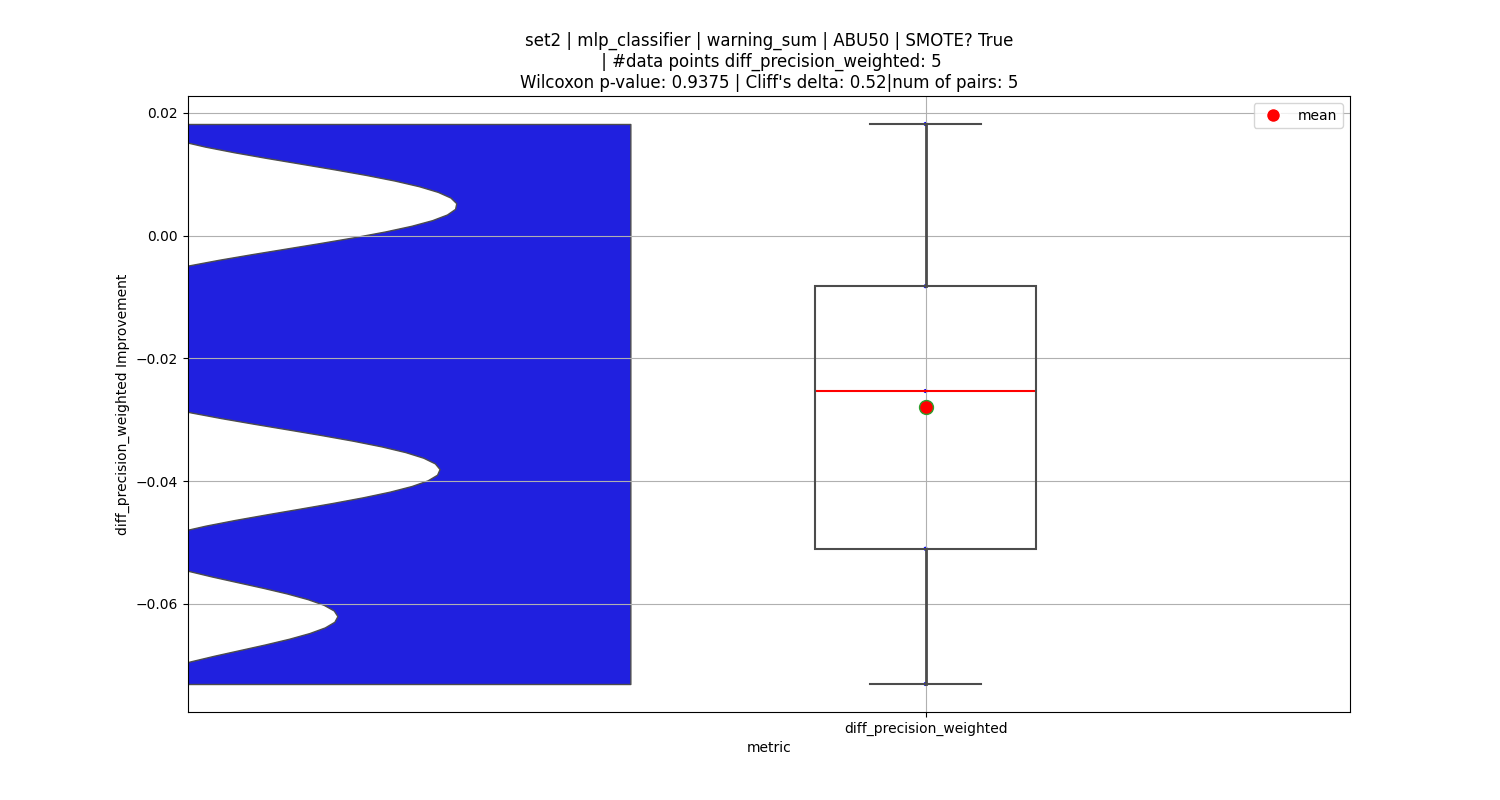 set2 | mlp_classifier | warning_sum | ABU50 | SMOTE? True
| #data points diff_precision_weighted: 5
Wilcoxon p-value: 0.9375 | Cliff's delta: 0.52|num of pairs: 5
mean
0.02
0.00
−0.02
−0.04
−0.06
diff_precision_weighted Improvement
diff_precision_weighted
metric